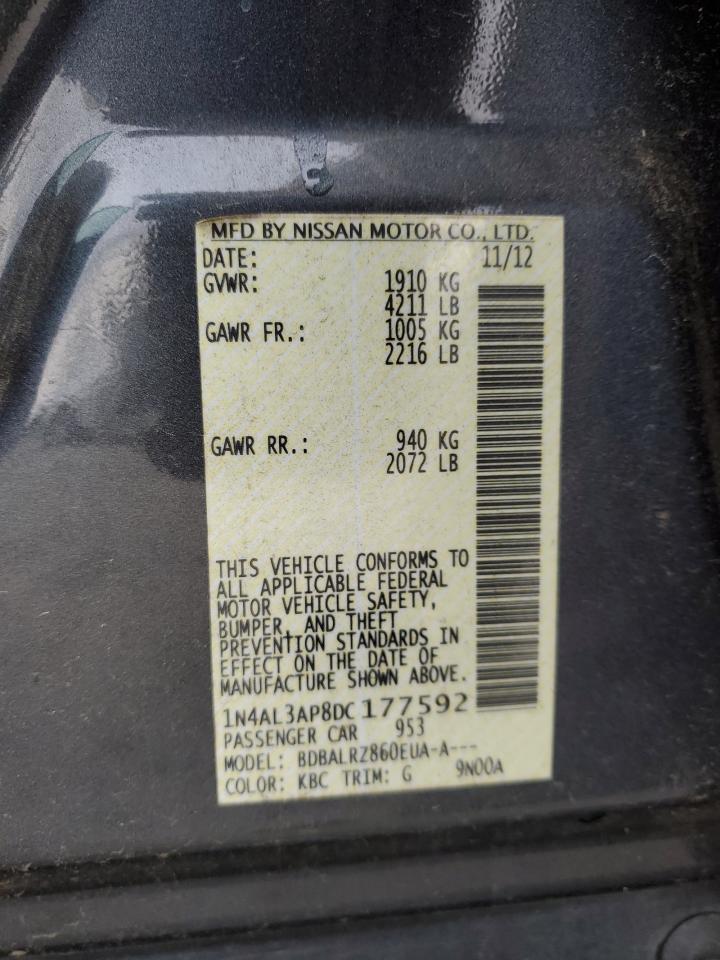 MFD BY NISSAN MOTOR CO., LTD.
DATE: 11/12
GVWR: 1910 KG
4211 LB
GAWR FR.: 1005 KG
2216 LB
GAWR RR.: 940 KG
2072 LB
THIS VEHICLE CONFORMS TO
ALL APPLICABLE FEDERAL
MOTOR VEHICLE SAFETY,
BUMPER, AND THEFT
PREVENTION STANDARDS IN
EFFECT ON THE DATE OF
MANUFACTURE SHOWN ABOVE.
1N4AL3AP8DC177592
PASSENGER CAR 953
MODEL: BDBALRZ860EUA-A---
COLOR: KBC TRIM: G 9N00A